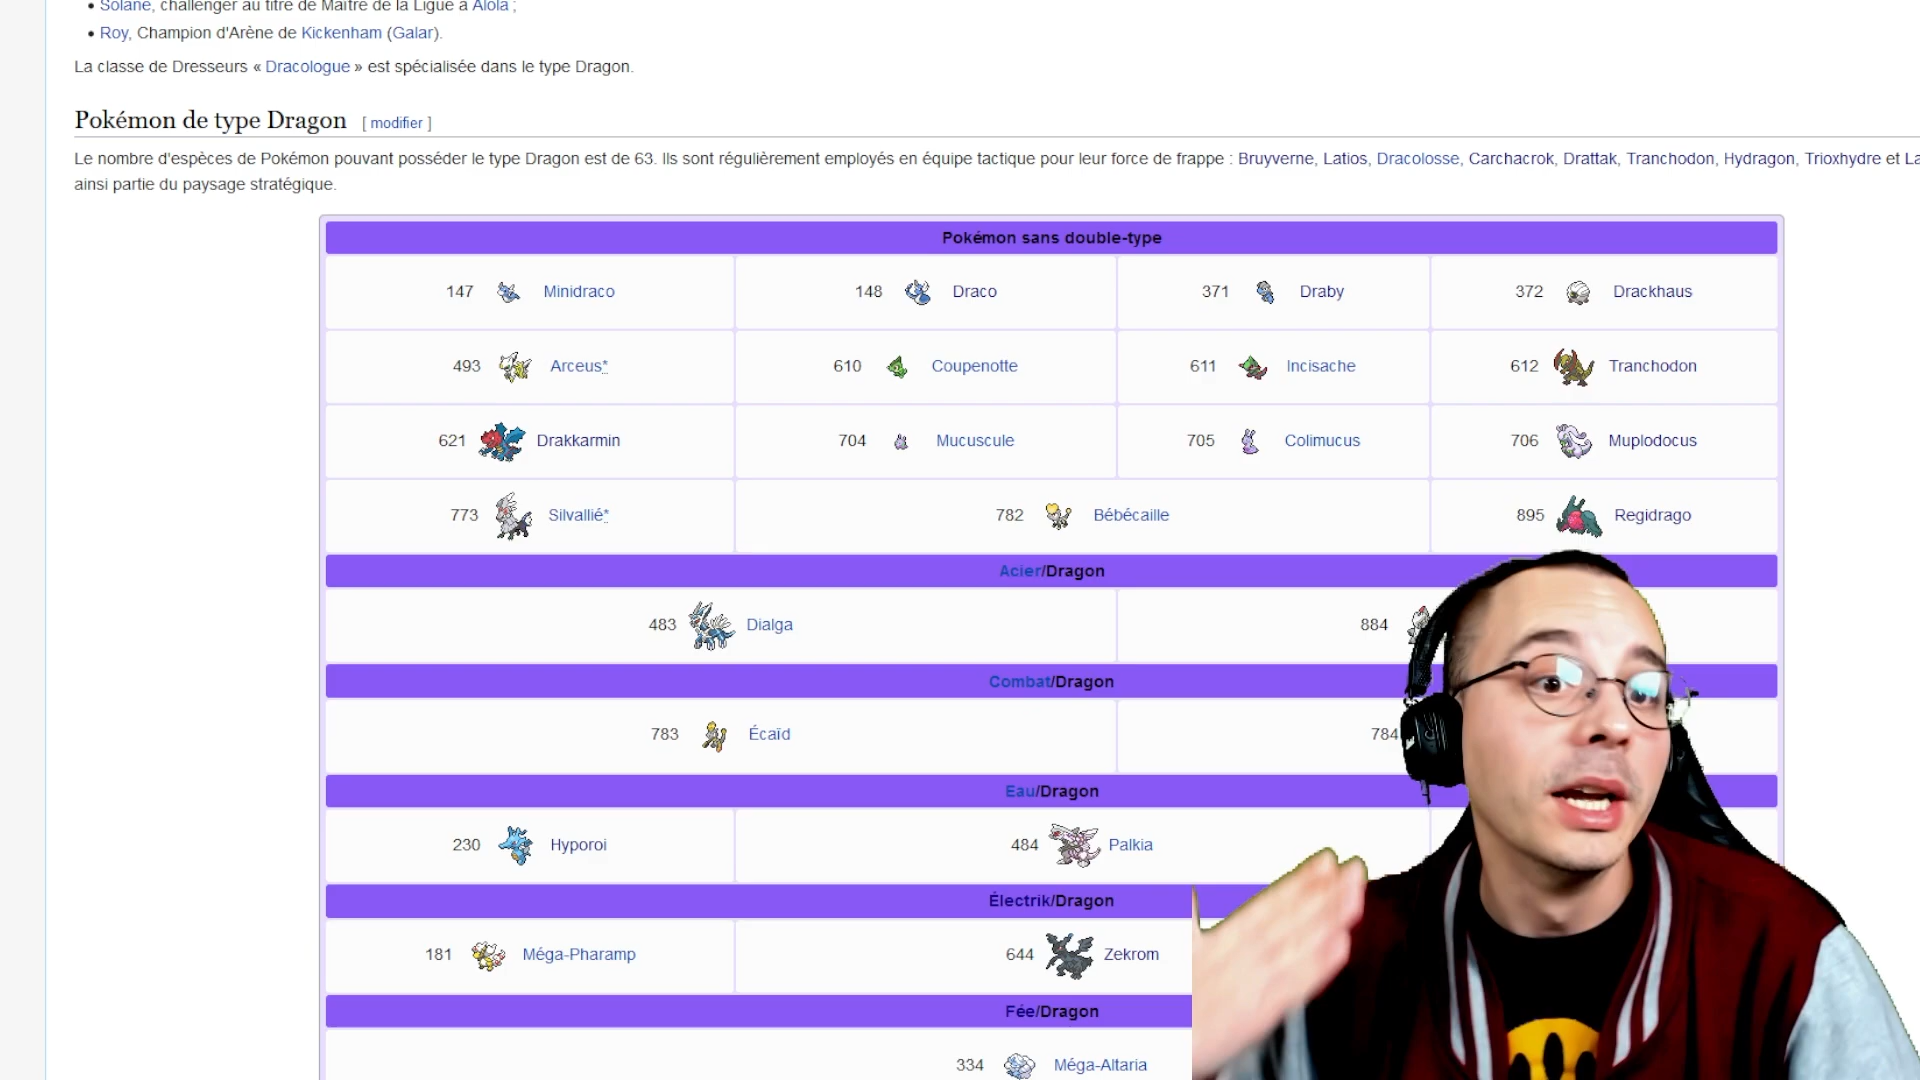 • Solane, challenger au titre de Maître de la Ligue à Alola ;
• Roy, Champion d'Arène de Kickenham (Galar).
La classe de Dresseurs « Dracologue » est spécialisée dans le type Dragon.
Pokémon de type Dragon [ modifier ]
Le nombre d'espèces de Pokémon pouvant posséder le type Dragon est de 63. Ils sont régulièrement employés en équipe tactique pour leur force de frappe : Bruyverne, Latios, Dracolosse, Carchacrok, Drattak, Tranchodon, Hydragon, Trioxhydre et La
ainsi partie du paysage stratégique.
Pokémon sans double-type
147 Minidraco 148 Draco 371 Draby 372 Drackhaus
493 Arceus* 610 Coupenotte 611 Incisache 612 Tranchodon
621 Drakkarmin 704 Mucuscule 705 Colimucus 706 Muplodocus
773 Silvallié* 782 Bébécaille 895 Regidrago
Acier/Dragon
483 Dialga 884
Combat/Dragon
783 Écaïd 784
Eau/Dragon
230 Hyporoi 484 Palkia
Électrik/Dragon
181 Méga-Pharamp 644 Zekrom
Fée/Dragon
334 Méga-Altaria